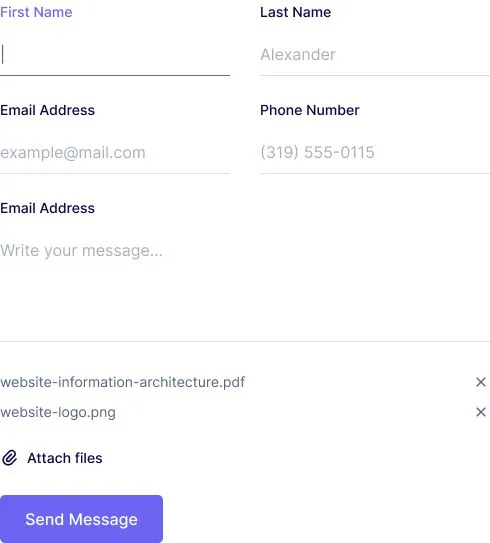 First Name Last Name
Alexander
Email Address Phone Number
example@mail.com (319) 555-0115
Email Address
Write your message...
website-information-architecture.pdf
website-logo.png
Attach files
Send Message